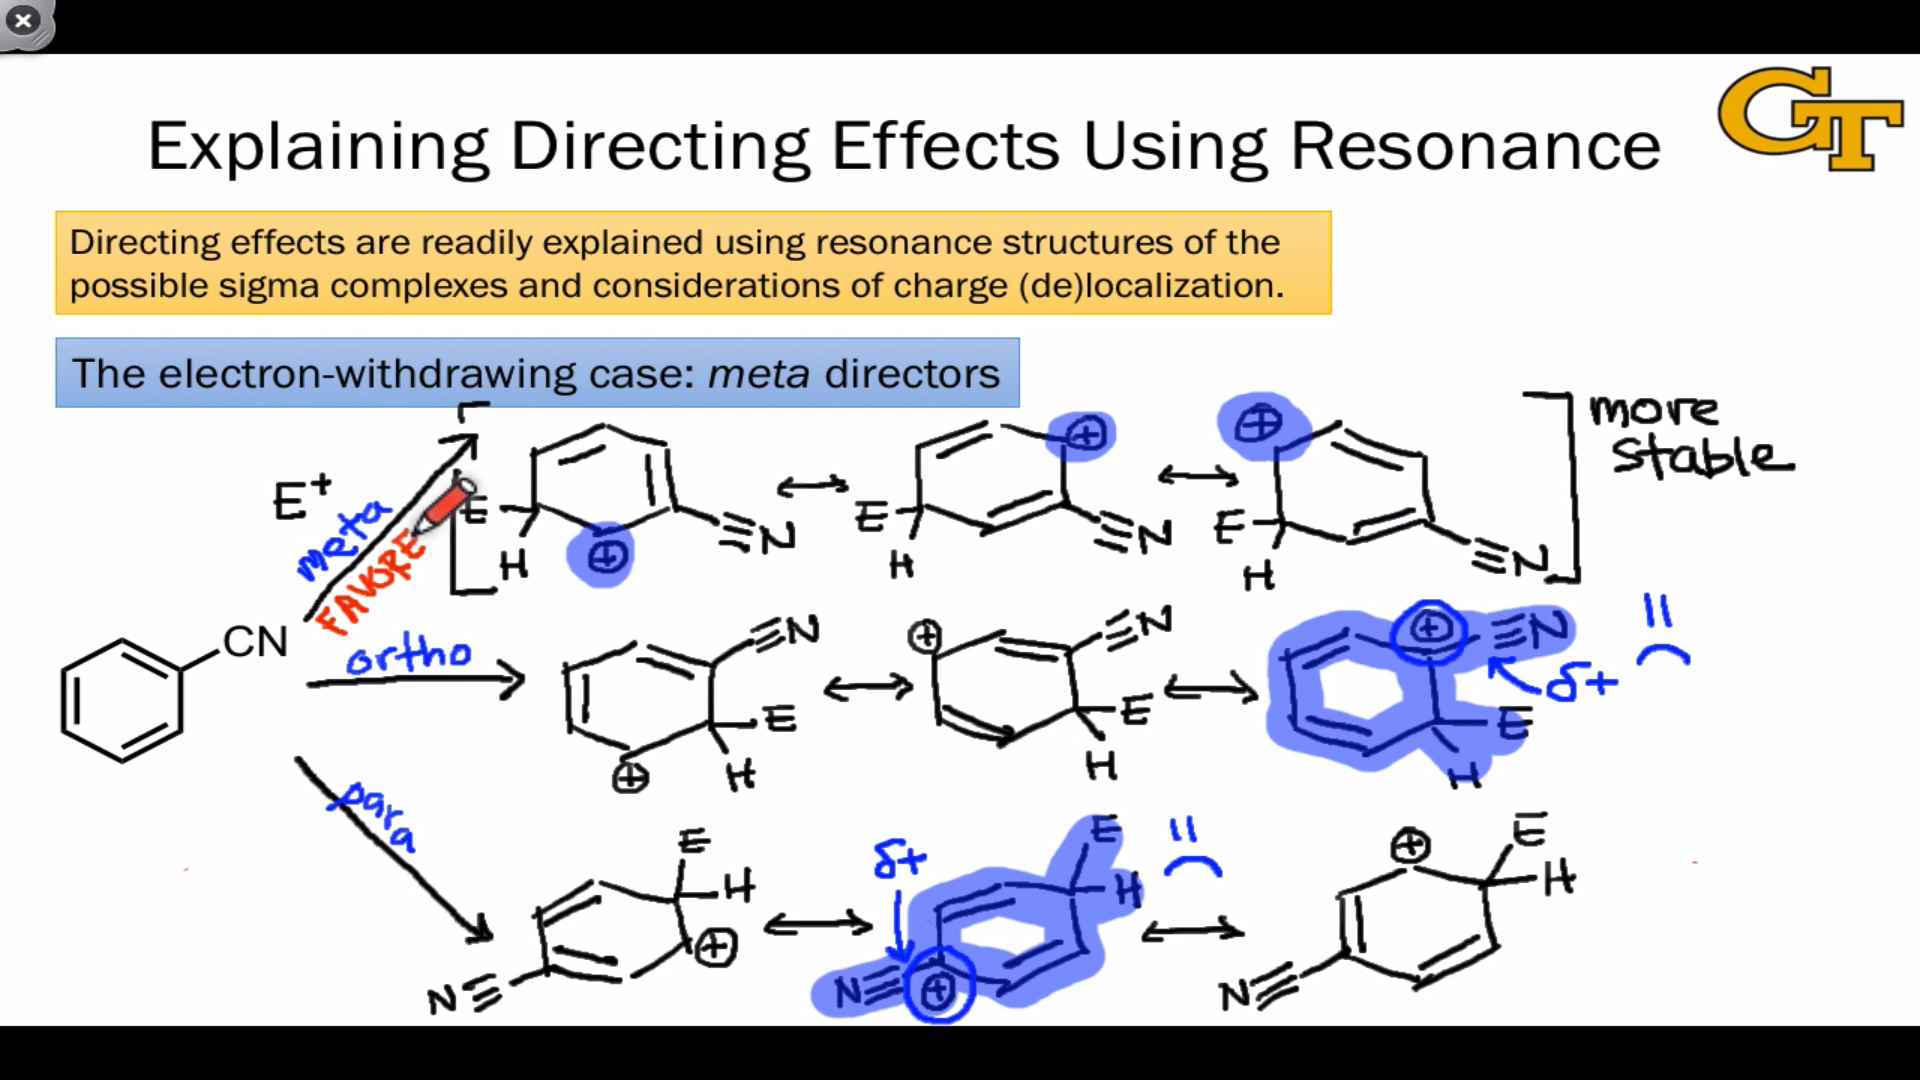 GT
Explaining Directing Effects Using Resonance
Directing effects are readily explained using resonance structures of the
possible sigma complexes and considerations of charge (de)localization.
The electron-withdrawing case: meta directors
more
stable
E+
meta
FAVORE
E H ⊕ N
E H ⊕ N
E H ⊕ N
CN
ortho
N E H ⊕
⊕ N E H
⊕ N E H δ+
para
E H ⊕ N
δ+ E H N ⊕
⊕ E H N